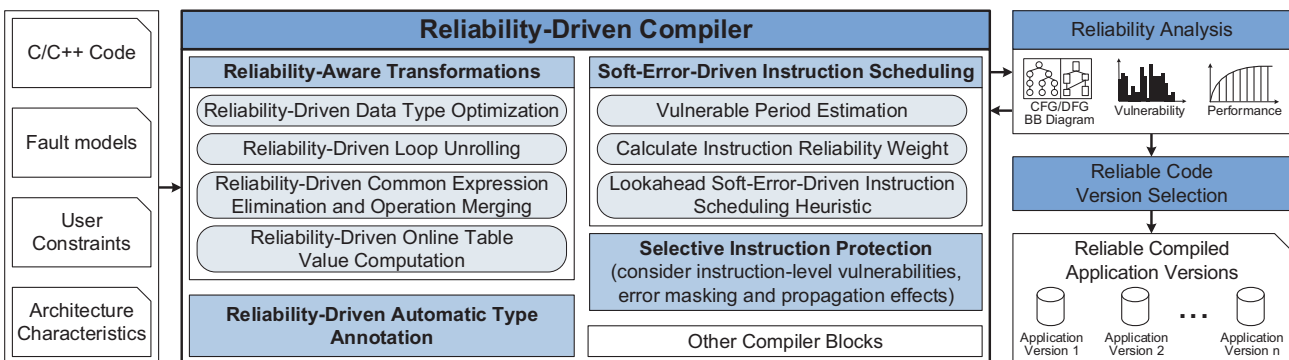 C/C++ Code
Fault models
User
Constraints
Architecture
Characteristics
Reliability-Driven Compiler
Reliability-Aware Transformations
Reliability-Driven Data Type Optimization
Reliability-Driven Loop Unrolling
Reliability-Driven Common Expression
Elimination and Operation Merging
Reliability-Driven Online Table
Value Computation
Reliability-Driven Automatic Type
Annotation
Soft-Error-Driven Instruction Scheduling
Vulnerable Period Estimation
Calculate Instruction Reliability Weight
Lookahead Soft-Error-Driven Instruction
Scheduling Heuristic
Selective Instruction Protection
(consider instruction-level vulnerabilities,
error masking and propagation effects)
Other Compiler Blocks
Reliability Analysis
CFG/DFG
BB Diagram
Vulnerability
Performance
Reliable Code
Version Selection
Reliable Compiled
Application Versions
Application
Version 1
Application
Version 2
...
Application
Version n